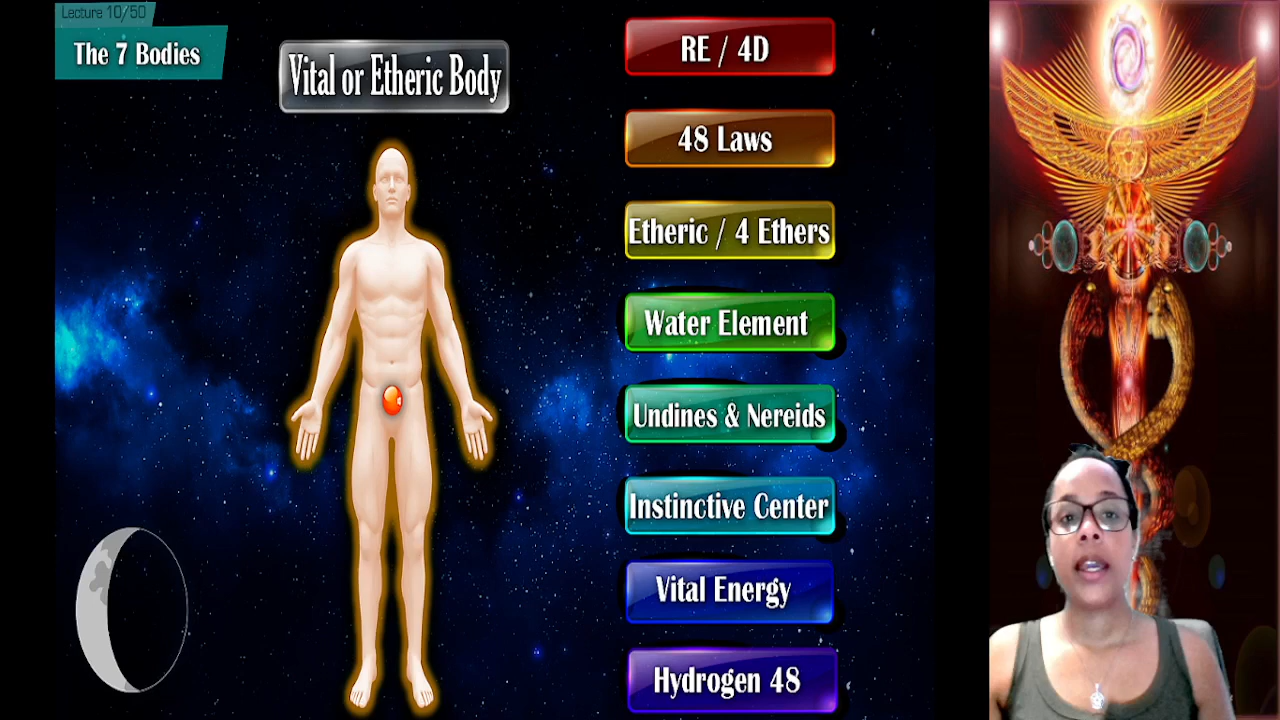 Lecture 10/50
The 7 Bodies
Vital or Etheric Body
RE / 4D
48 Laws
Etheric / 4 Ethers
Water Element
Undines & Nereids
Instinctive Center
Vital Energy
Hydrogen 48